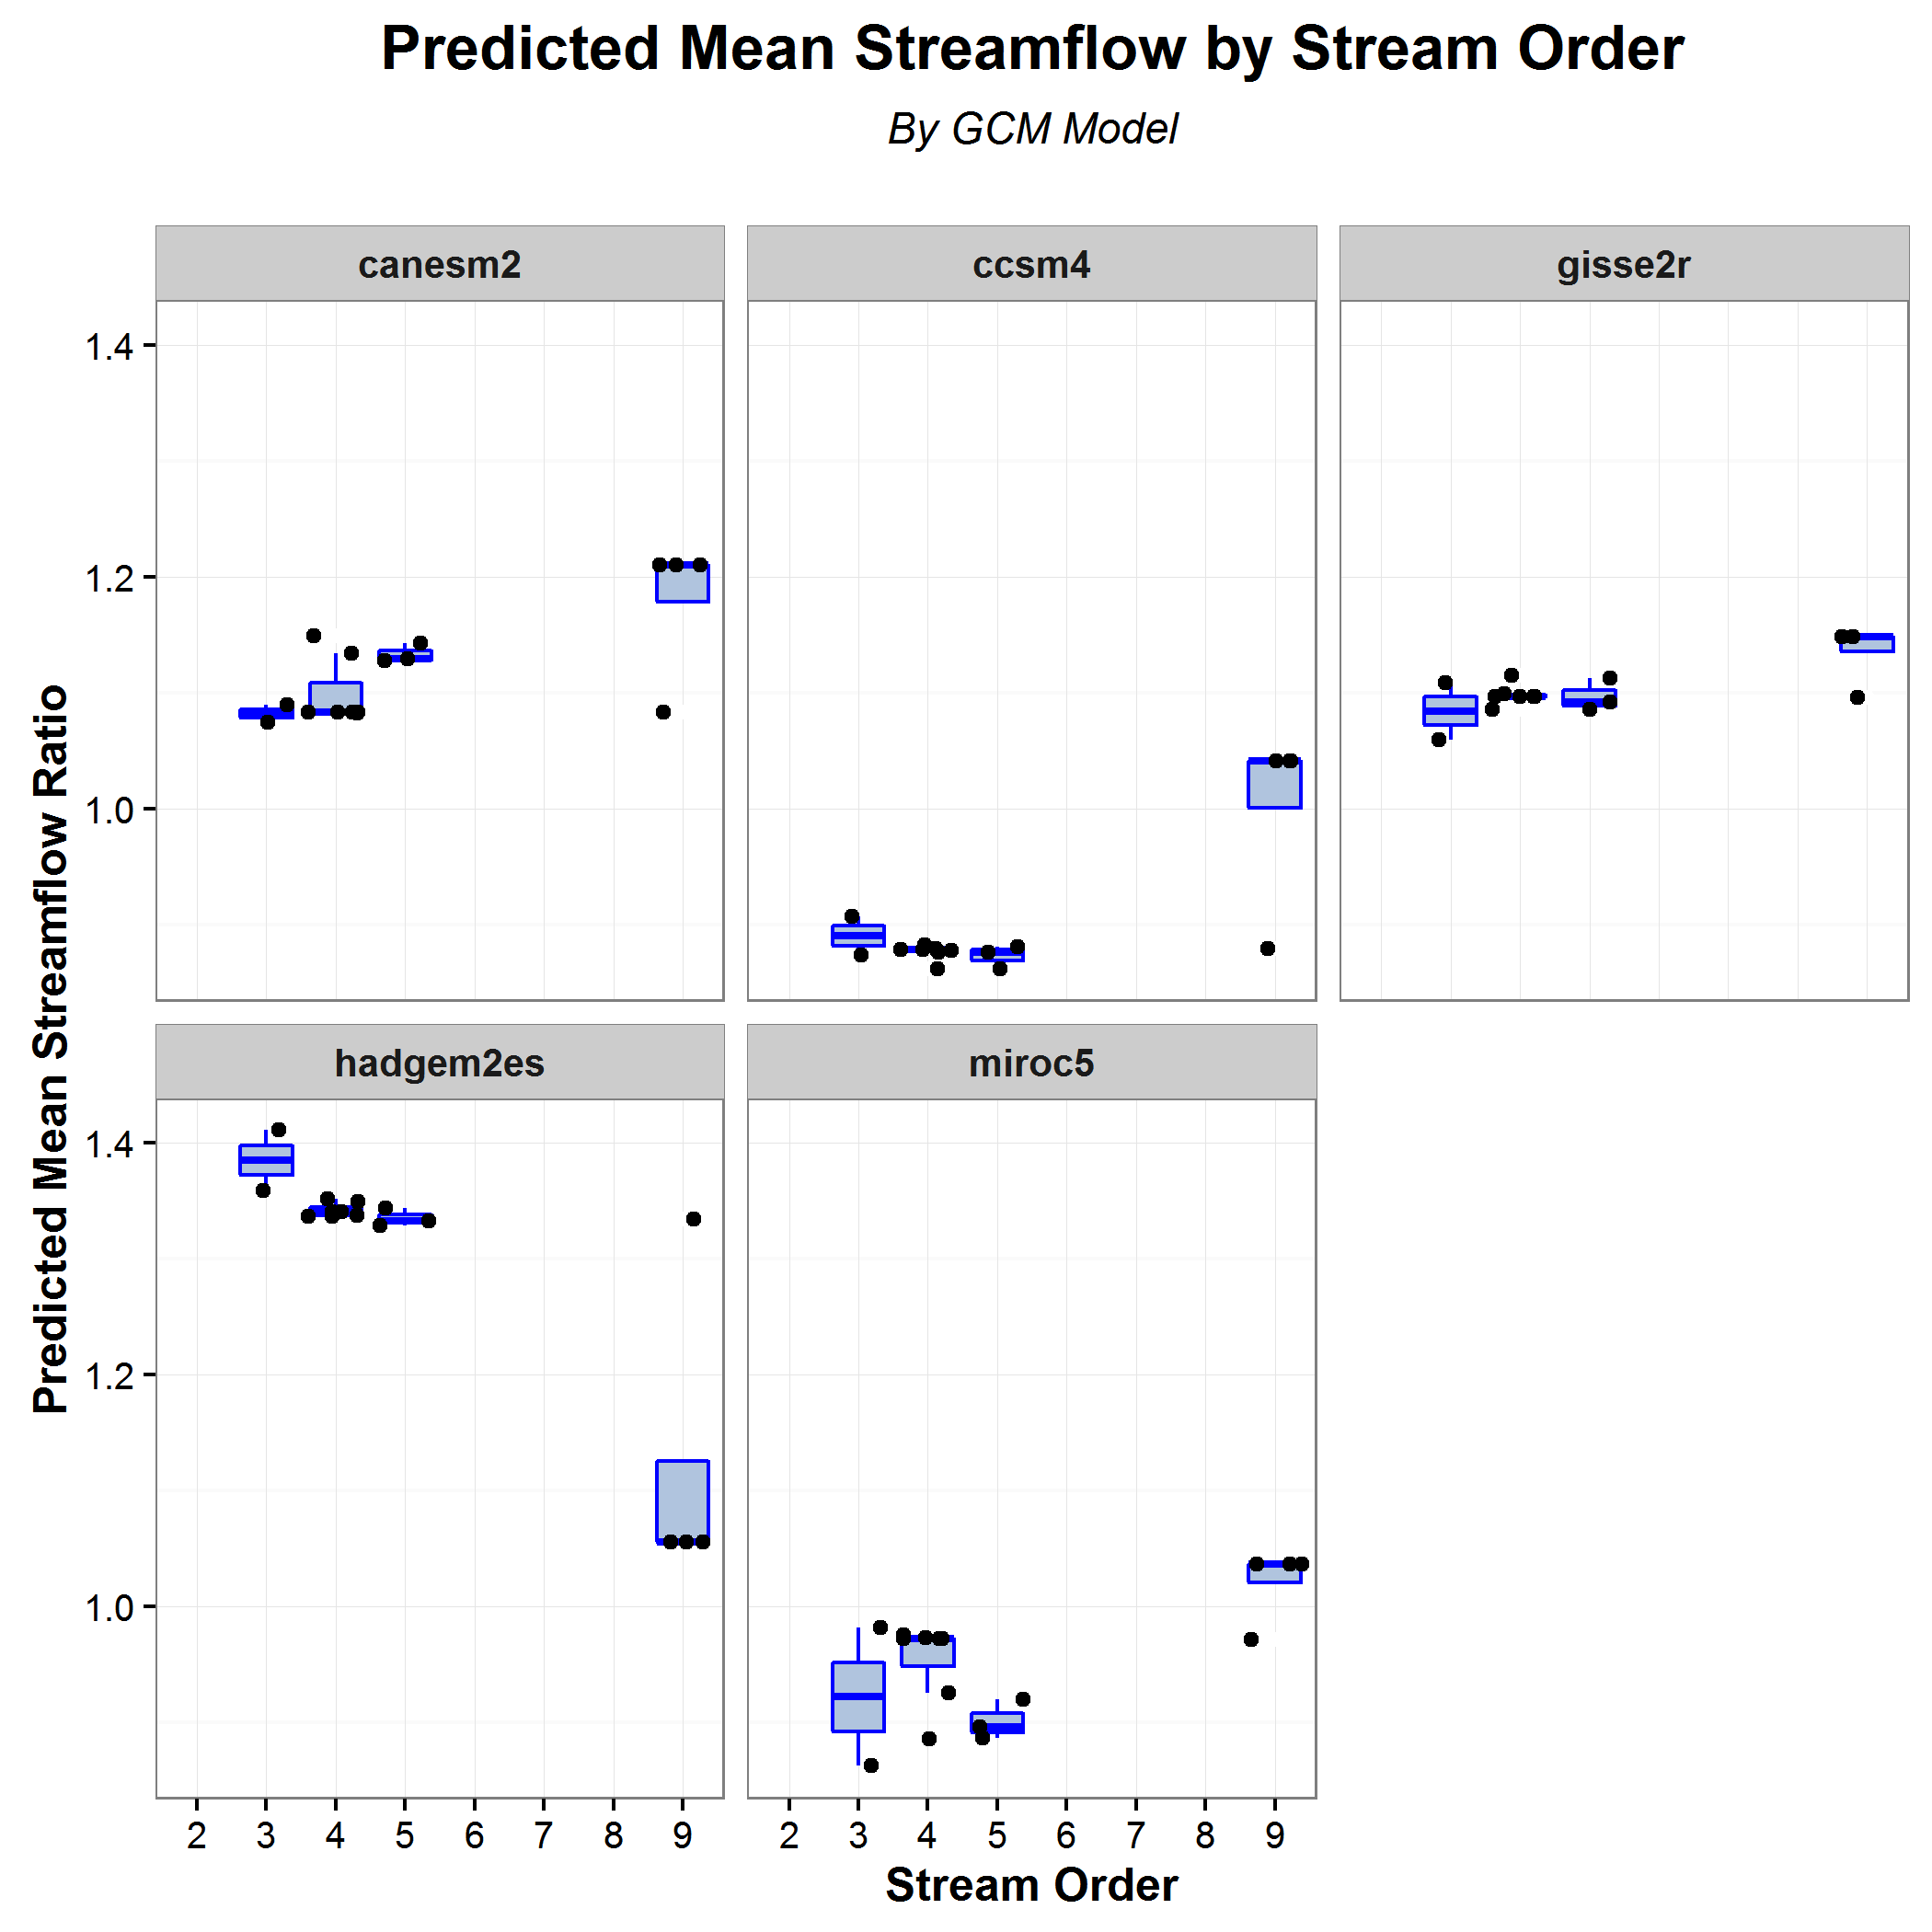 Predicted Mean Streamflow by Stream Order
By GCM Model
canesm2
ccsm4
gisse2r
1.4
1.2
1.0
Predicted Mean Streamflow Ratio
hadgem2es
miroc5
1.4
1.2
1.0
2 3 4 5 6 7 8 9
2 3 4 5 6 7 8 9
Stream Order